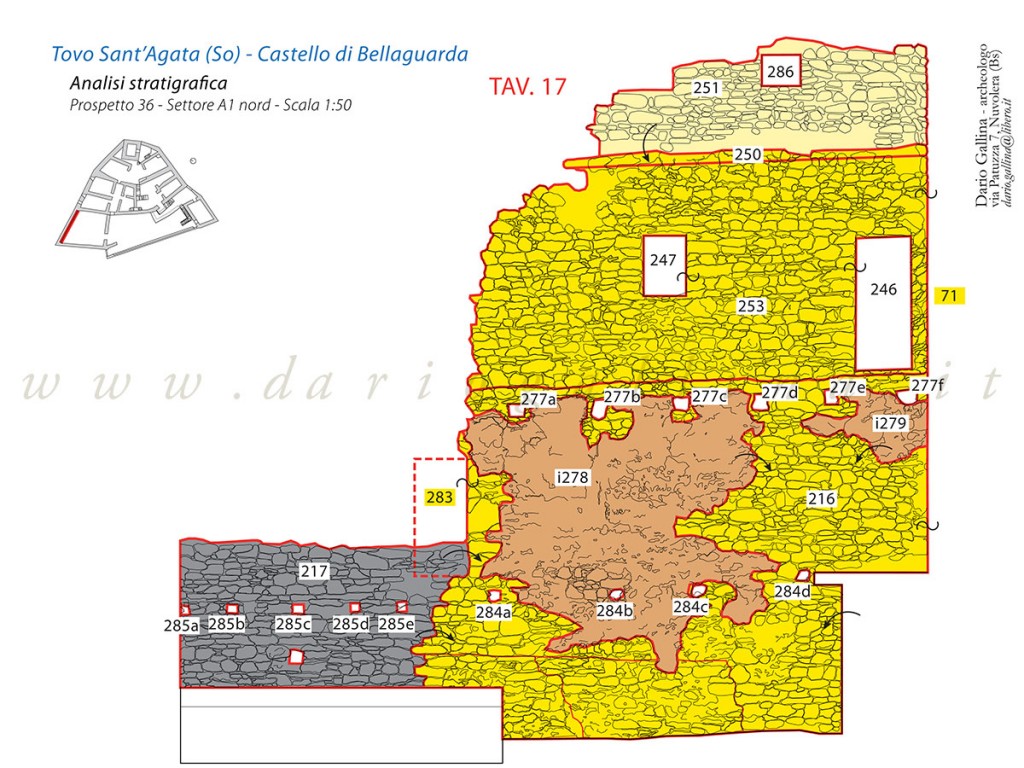 Tovo Sant'Agata (So) - Castello di Bellaguarda
Analisi stratigrafica
Prospetto 36 - Settore A1 nord - Scala 1:50
TAV. 17
Dario Gallina - archeologo
via Paruzza 7, Nuvolera (Bs)
dario.gallina@libero.it
286
251
250
247
253
246
71
www.dari
it
277a
277b
277c
277d
277e
277f
i279
i278
283
216
217
284a
284b
284c
284d
285a
285b
285c
285d
285e